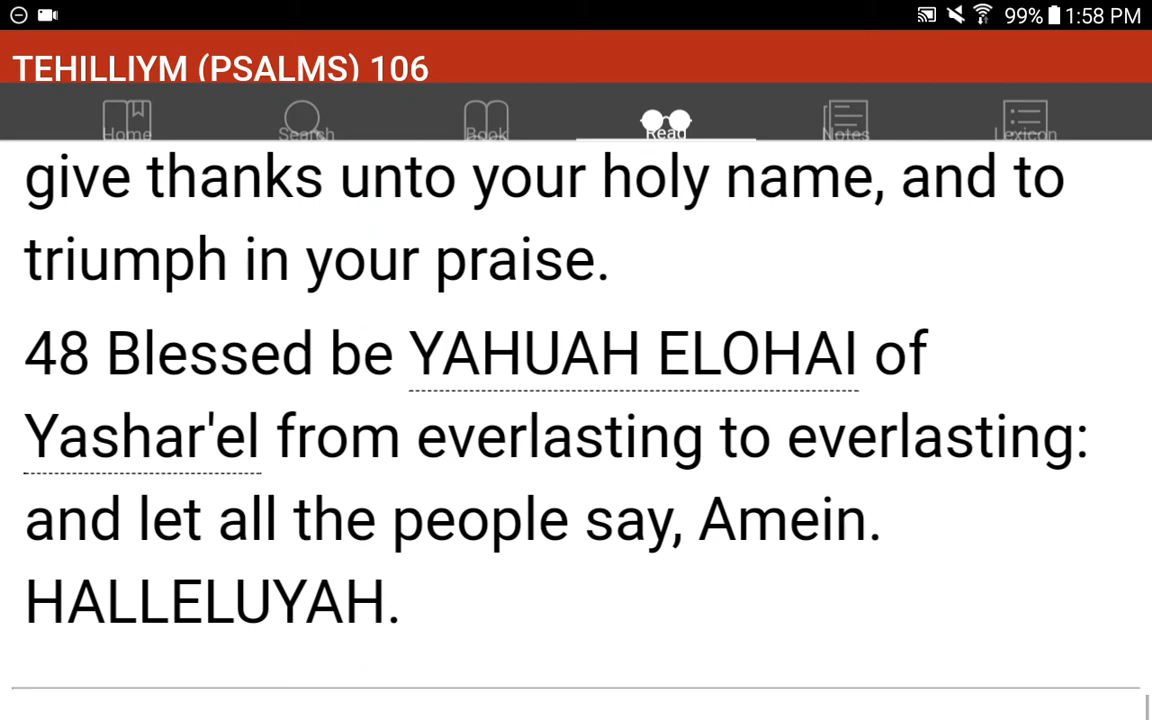 99% 1:58 PM
TEHILLIYM (PSALMS) 106
Home Search Book Read Notes Lexicon
give thanks unto your holy name, and to
triumph in your praise.
48 Blessed be YAHUAH ELOHAI of
Yashar'el from everlasting to everlasting:
and let all the people say, Amein.
HALLELUYAH.